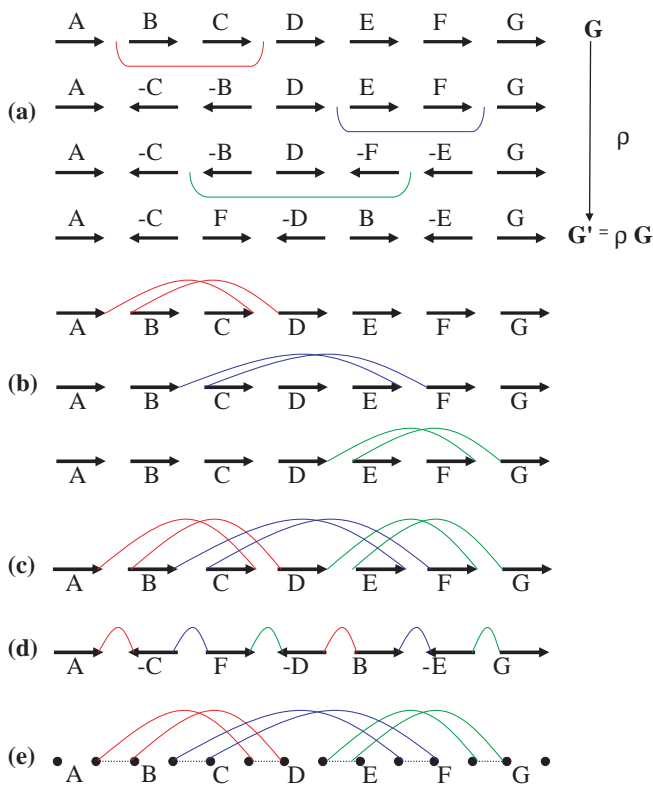 A B C D E F G G
(a) A -C -B D E F G
ρ
A -C -B D -F -E G
A -C F -D B -E G G' = ρ G
A B C D E F G
(b) A B C D E F G
A B C D E F G
(c) A B C D E F G
(d) A -C F -D B -E G
(e) A B C D E F G